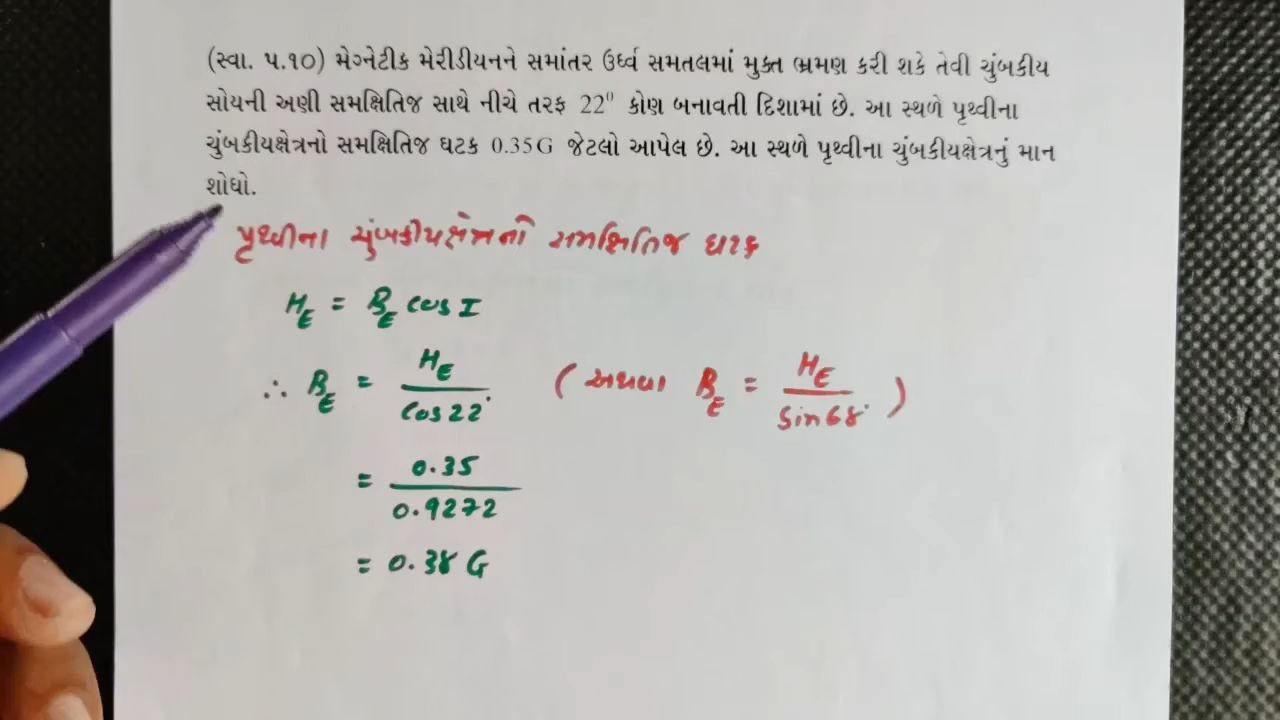 (સ્વા. ૫.૧૦) મેગ્નેટીક મેરીડીયનને સમાંતર ઉર્ધ્વ સમતલમાં મુક્ત ભ્રમણ કરી શકે તેવી ચુંબકીય
સોયની અણી સમક્ષિતિજ સાથે નીચે તરફ 22⁰ કોણ બનાવતી દિશામાં છે. આ સ્થળે પૃથ્વીના
ચુંબકીયક્ષેત્રનો સમક્ષિતિજ ઘટક 0.35G જેટલો આપેલ છે. આ સ્થળે પૃથ્વીના ચુંબકીયક્ષેત્રનું માન
શોધો.
પૃથ્વીના ચુંબકીયક્ષેત્રનો સમક્ષિતિજ ઘટક
H_E = B_E cos I
∴ B_E = H_E / cos 22° ( અથવા B_E = H_E / sin 68° )
= 0.35 / 0.9272
= 0.38 G